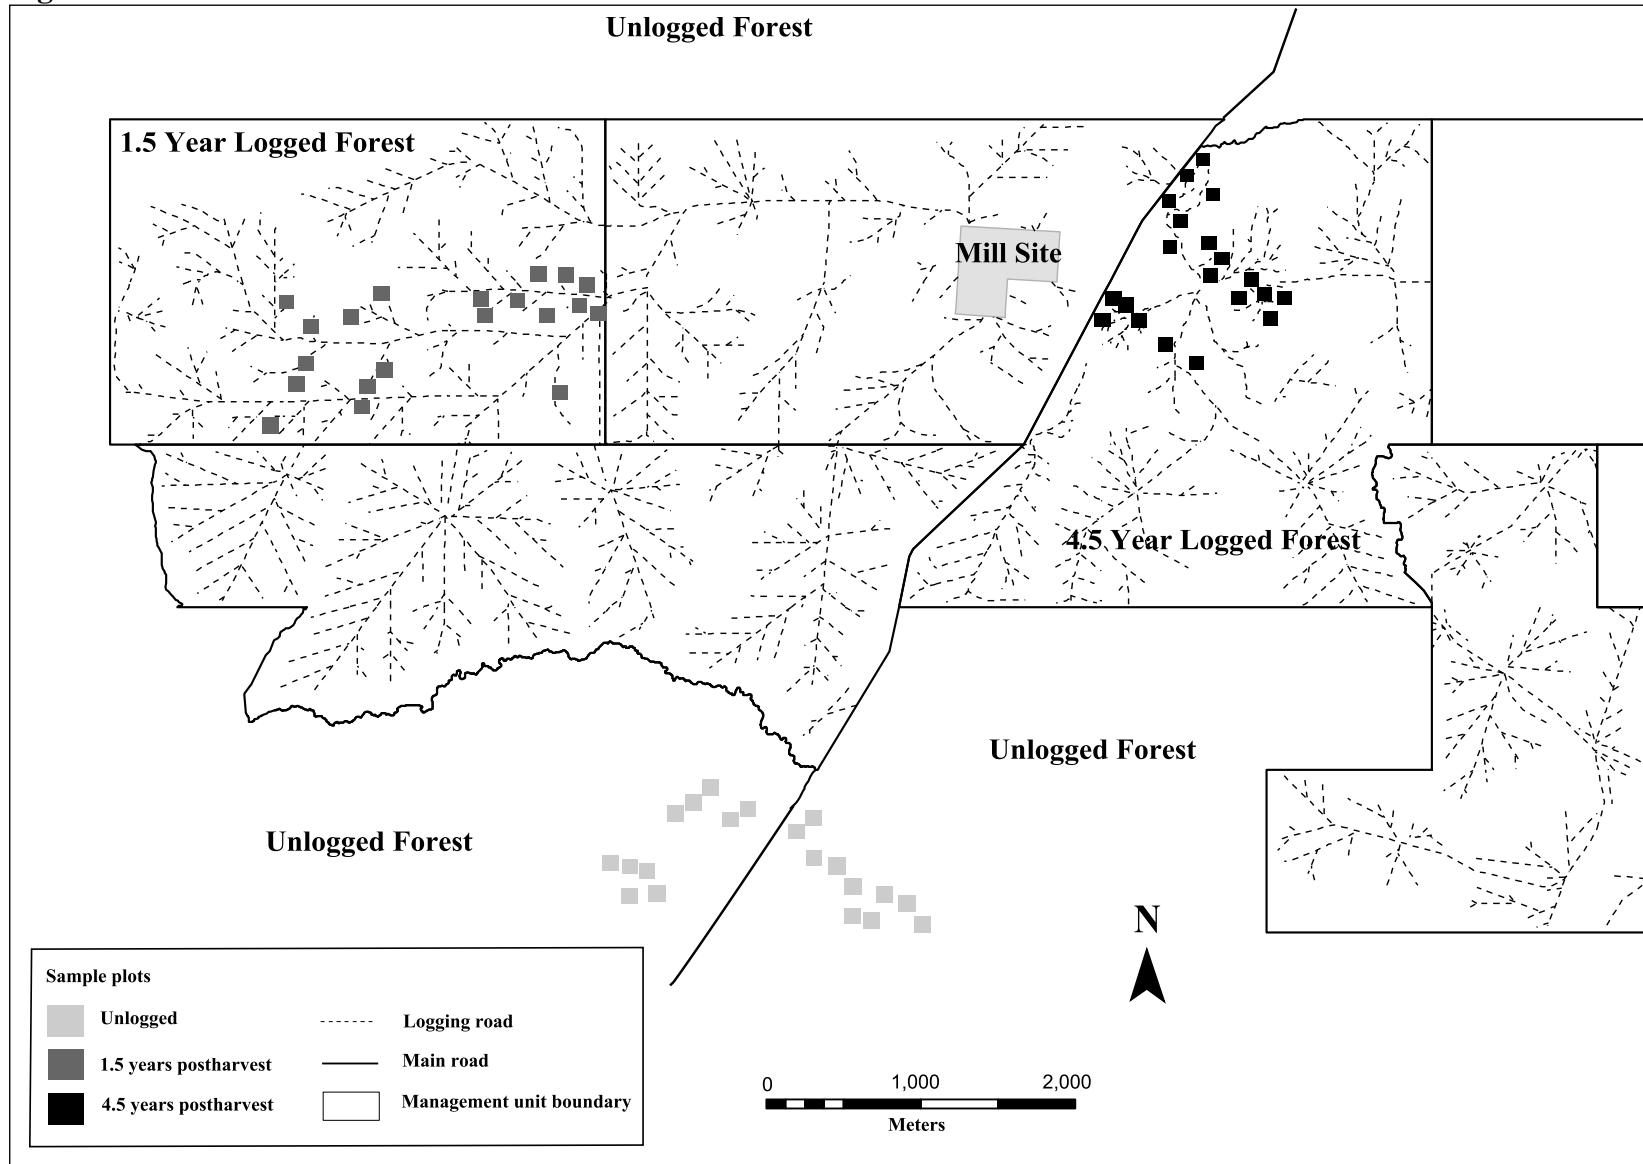 Unlogged Forest
1.5 Year Logged Forest
Mill Site
4.5 Year Logged Forest
Unlogged Forest
Unlogged Forest
N
Sample plots
Unlogged
1.5 years postharvest
4.5 years postharvest
Logging road
Main road
Management unit boundary
0 1,000 2,000
Meters